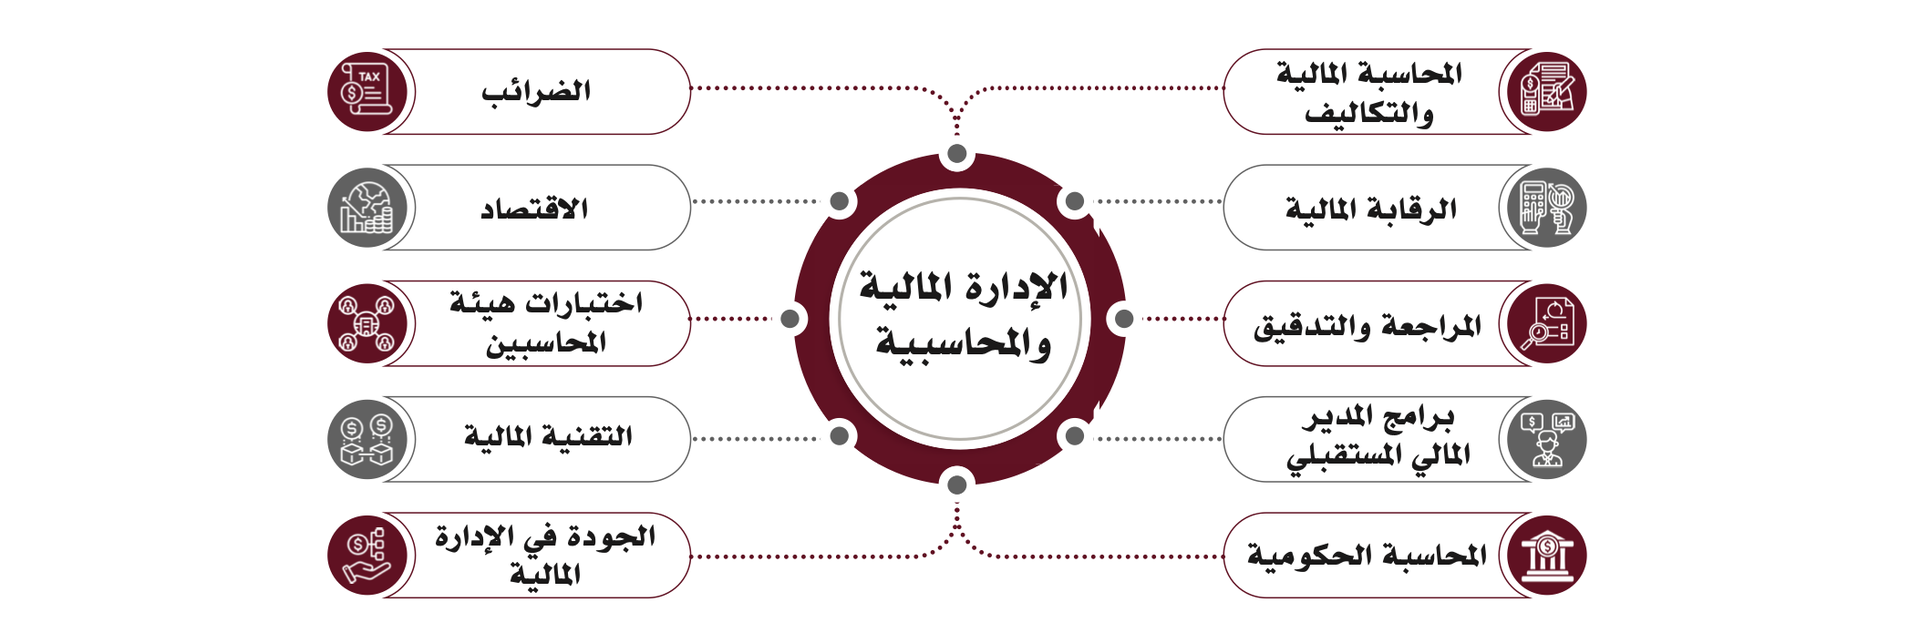 المحاسبة المالية
والتكاليف
الرقابة المالية
المراجعة والتدقيق
برامج المدير
المالي المستقبلي
المحاسبة الحكومية
الإدارة المالية
والمحاسبية
الضرائب
TAX
الاقتصاد
اختبارات هيئة
المحاسبين
التقنية المالية
الجودة في الإدارة
المالية